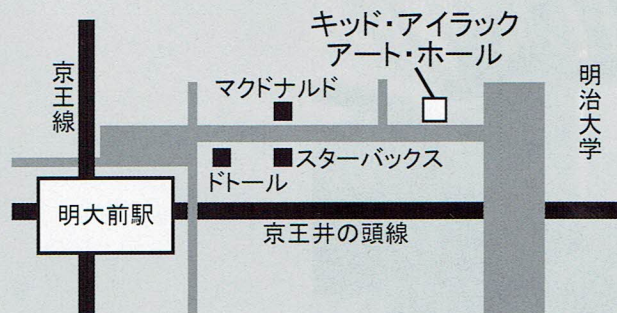 キッド・アイラック
アート・ホール
京王線
マクドナルド
明治大学
スターバックス
ドトール
明大前駅
京王井の頭線